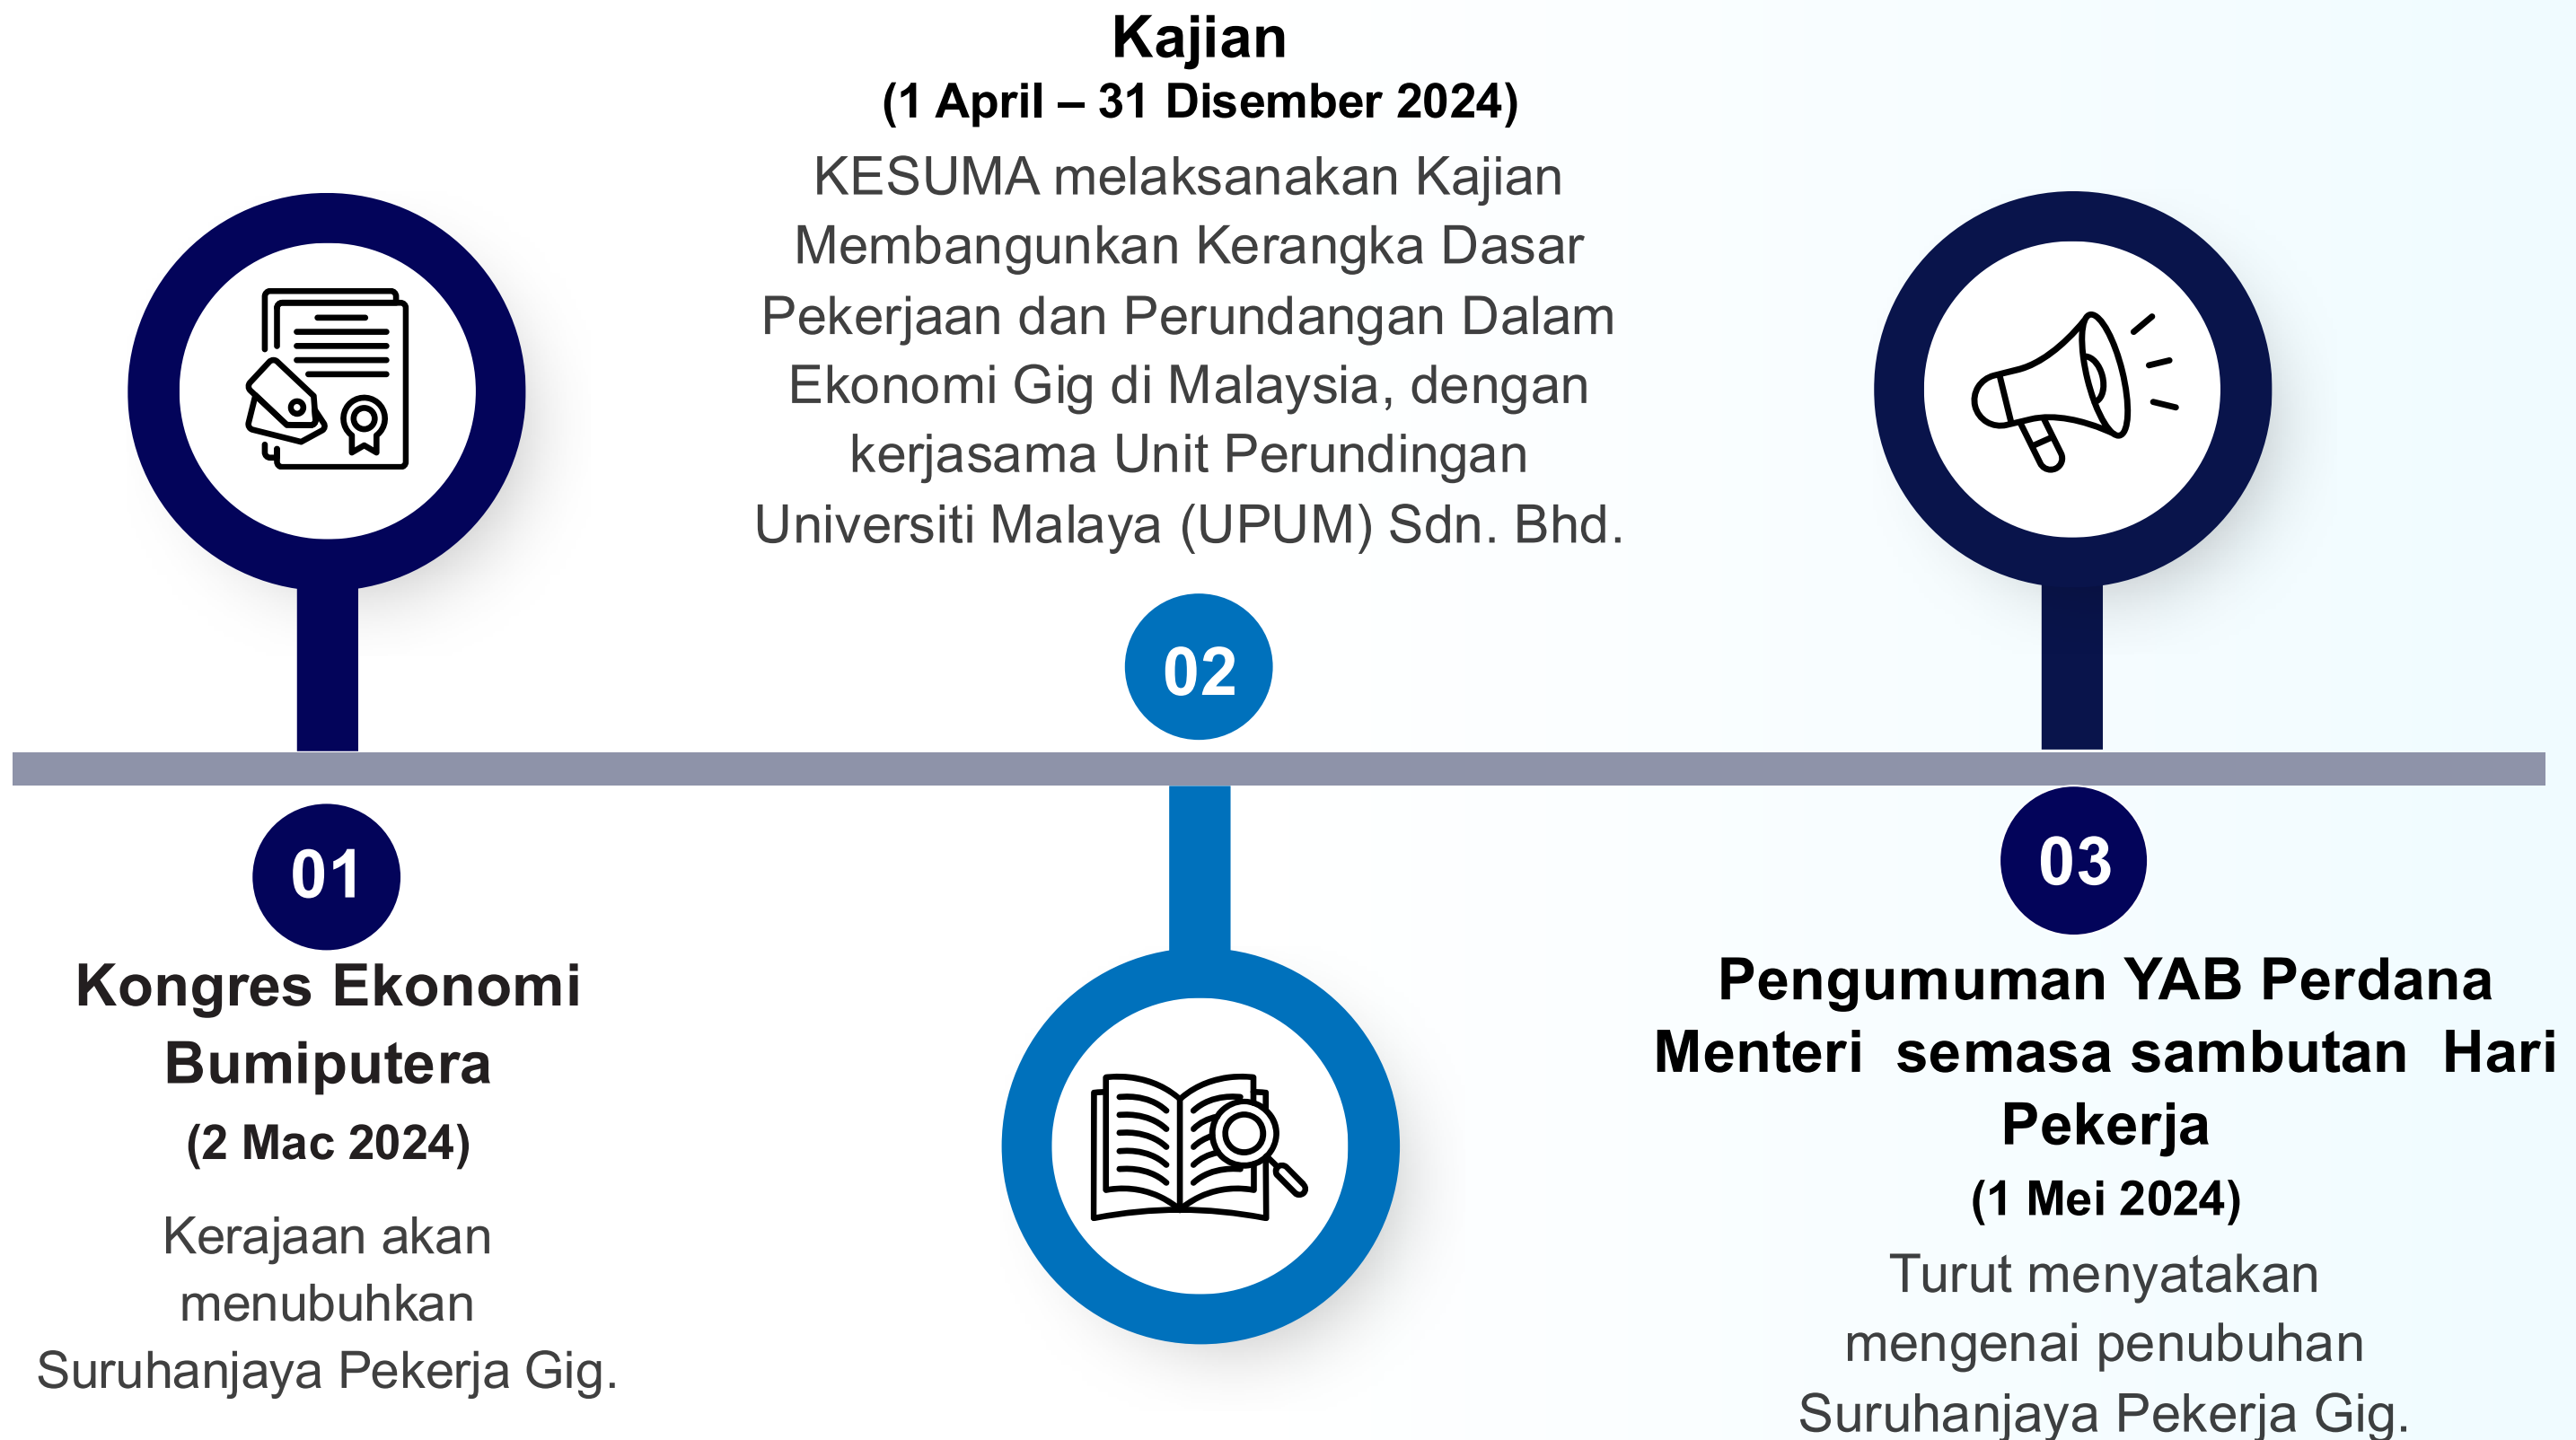 01
Kongres Ekonomi
Bumiputera
(2 Mac 2024)
Kerajaan akan
menubuhkan
Suruhanjaya Pekerja Gig.
Kajian
(1 April – 31 Disember 2024)
KESUMA melaksanakan Kajian
Membangunkan Kerangka Dasar
Pekerjaan dan Perundangan Dalam
Ekonomi Gig di Malaysia, dengan
kerjasama Unit Perundingan
Universiti Malaya (UPUM) Sdn. Bhd.
02
03
Pengumuman YAB Perdana
Menteri semasa sambutan Hari
Pekerja
(1 Mei 2024)
Turut menyatakan
mengenai penubuhan
Suruhanjaya Pekerja Gig.